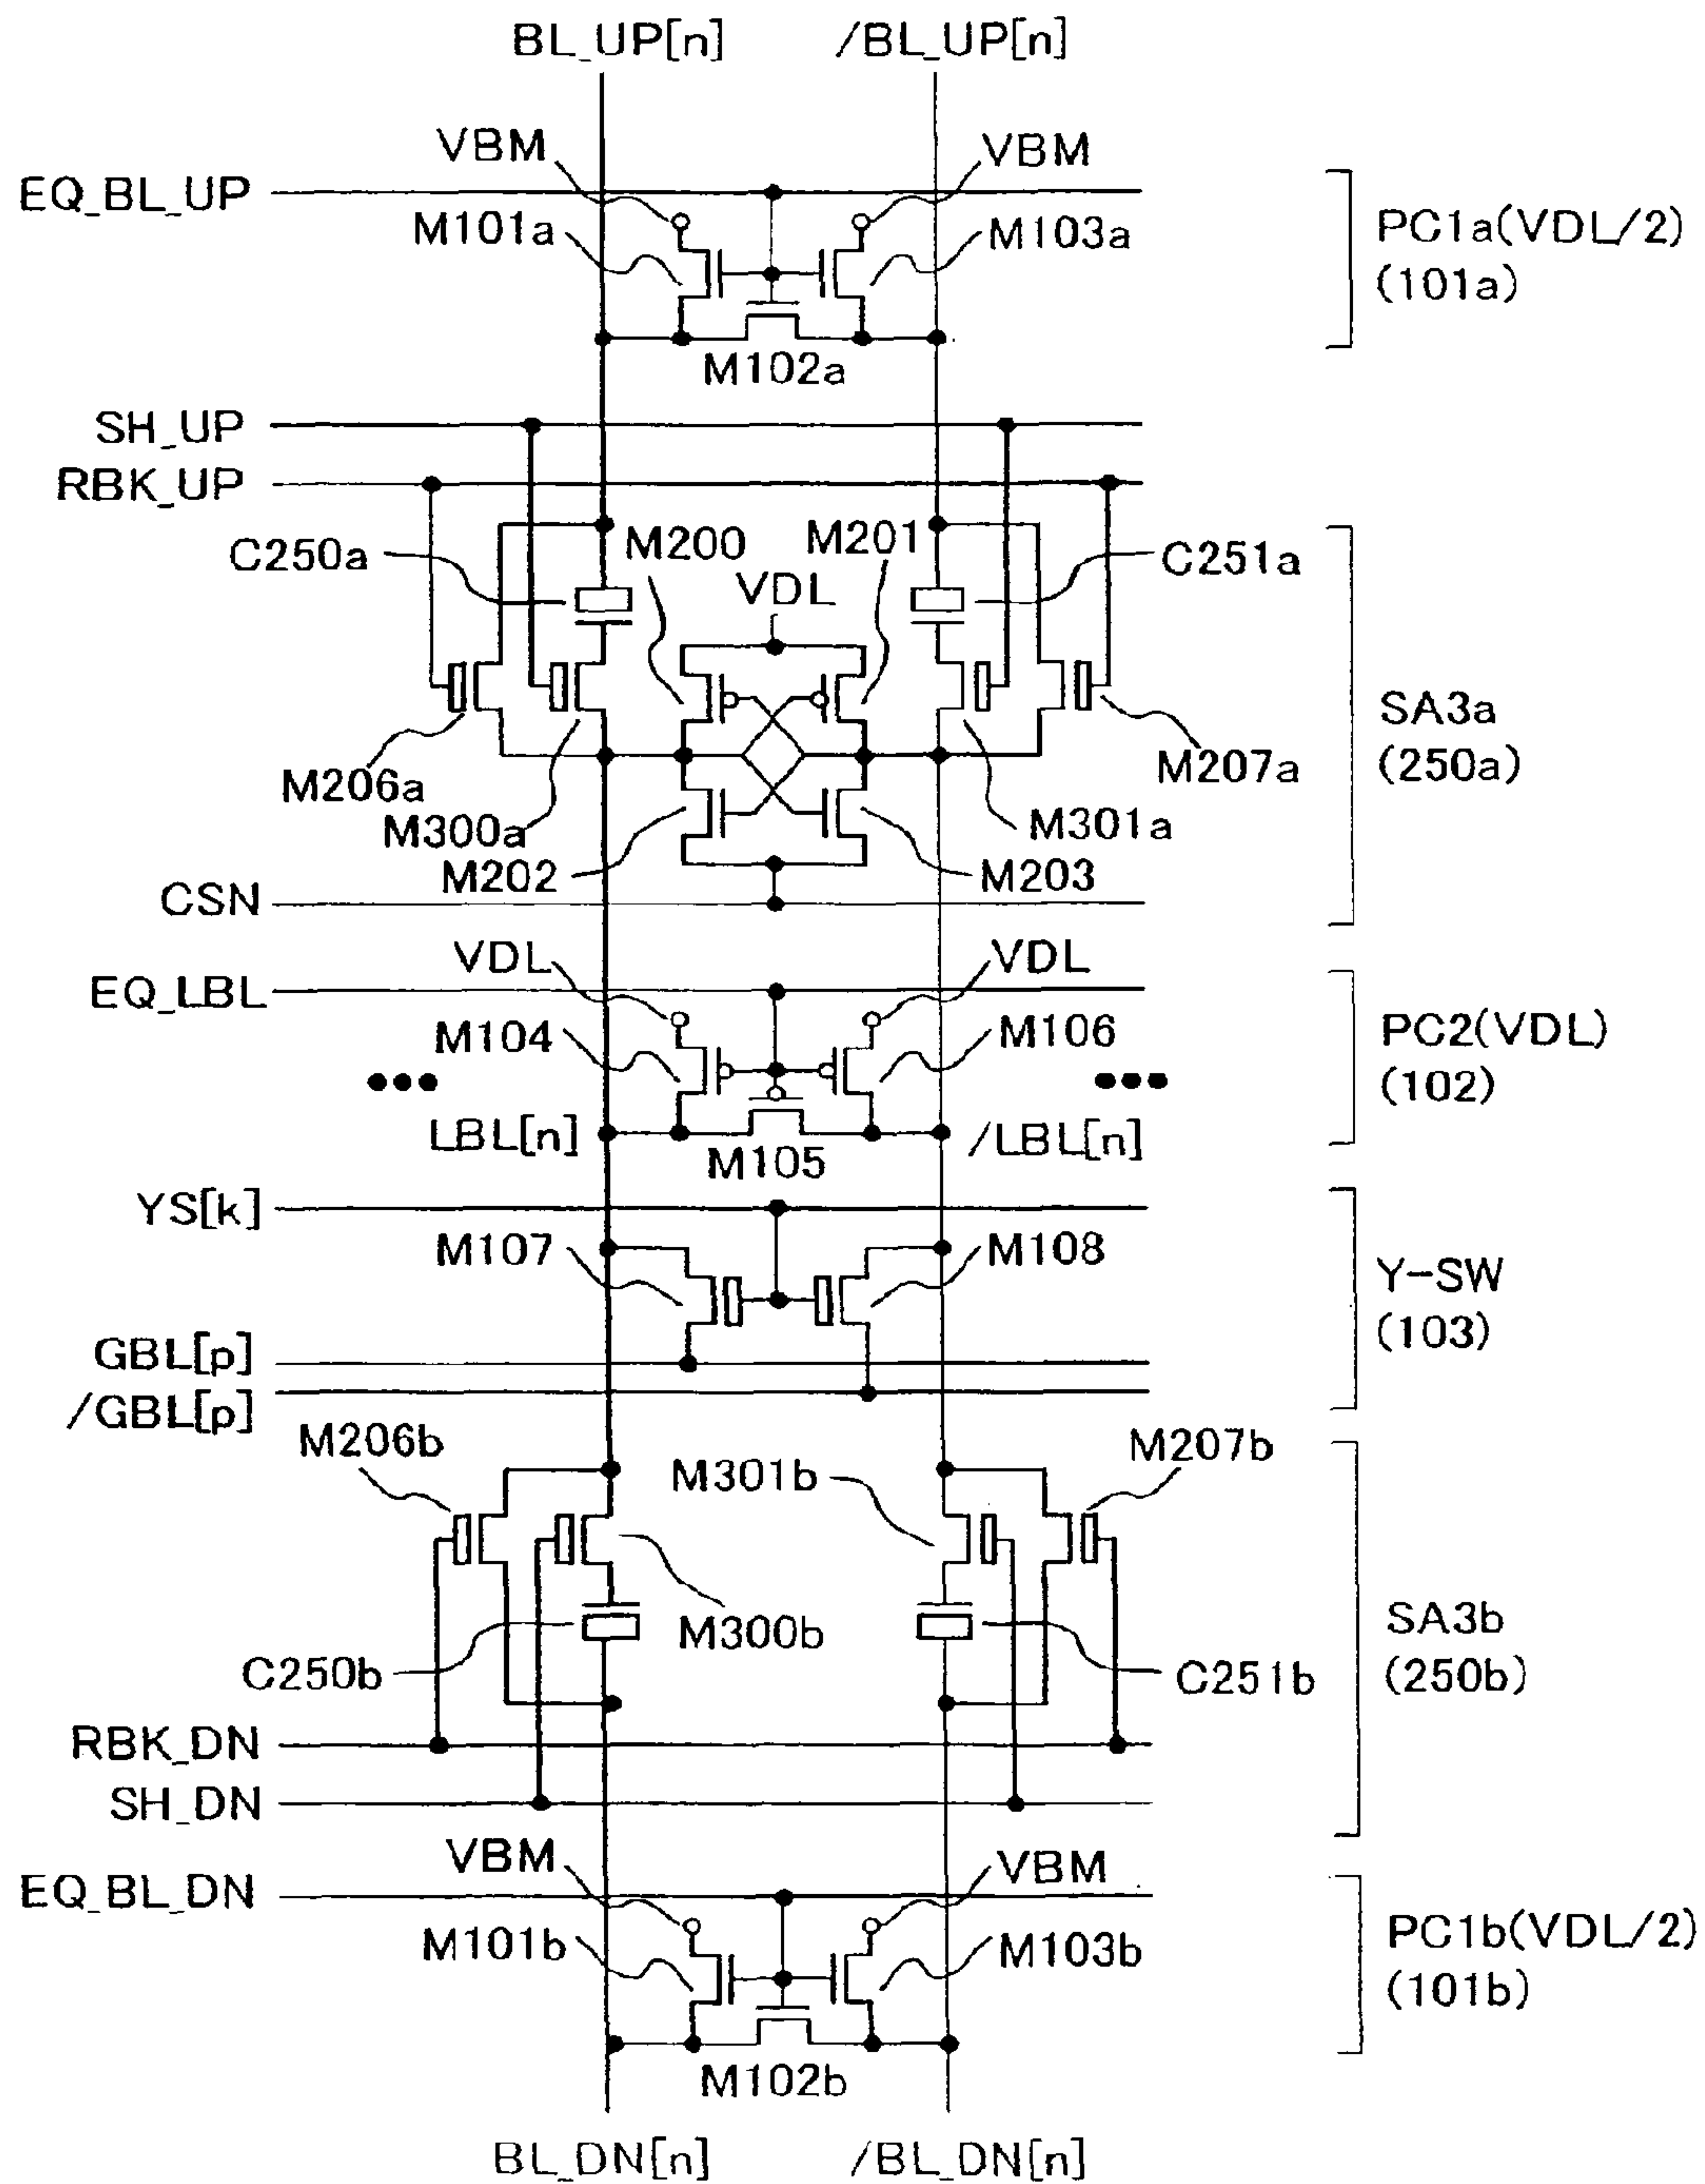 BL_UP[n] /BL_UP[n]
VBM VBM
EQ_BL_UP
M101a M103a
PC1a(VDL/2)
(101a)
M102a
SH_UP
RBK_UP
C250a M200 M201 C251a
VDL
SA3a
(250a)
M206a M207a
M300a M301a
M202 M203
CSN
VDL VDL
EQ_LBL
M104 M106
PC2(VDL)
(102)
LBL[n] /LBL[n]
M105
YS[k]
M107 M108
Y-SW
(103)
GBL[p]
/GBL[p]
M206b M207b
M301b
M300b
C250b C251b
SA3b
(250b)
RBK_DN
SH_DN
VBM VBM
EQ_BL_DN
M101b M103b
PC1b(VDL/2)
(101b)
M102b
BL_DN[n] /BL_DN[n]